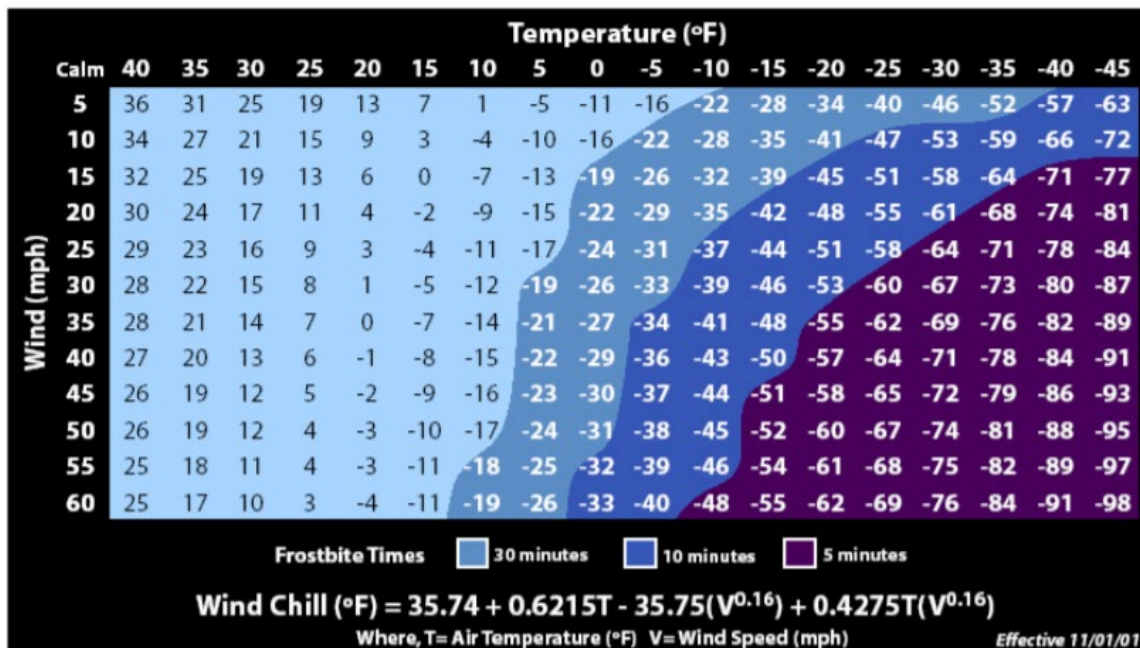 Temperature (ºF)
Calm 40 35 30 25 20 15 10 5 0 -5 -10 -15 -20 -25 -30 -35 -40 -45
5 36 31 25 19 13 7 1 -5 -11 -16 -22 -28 -34 -40 -46 -52 -57 -63
10 34 27 21 15 9 3 -4 -10 -16 -22 -28 -35 -41 -47 -53 -59 -66 -72
15 32 25 19 13 6 0 -7 -13 -19 -26 -32 -39 -45 -51 -58 -64 -71 -77
20 30 24 17 11 4 -2 -9 -15 -22 -29 -35 -42 -48 -55 -61 -68 -74 -81
25 29 23 16 9 3 -4 -11 -17 -24 -31 -37 -44 -51 -58 -64 -71 -78 -84
30 28 22 15 8 1 -5 -12 -19 -26 -33 -39 -46 -53 -60 -67 -73 -80 -87
35 28 21 14 7 0 -7 -14 -21 -27 -34 -41 -48 -55 -62 -69 -76 -82 -89
40 27 20 13 6 -1 -8 -15 -22 -29 -36 -43 -50 -57 -64 -71 -78 -84 -91
45 26 19 12 5 -2 -9 -16 -23 -30 -37 -44 -51 -58 -65 -72 -79 -86 -93
50 26 19 12 4 -3 -10 -17 -24 -31 -38 -45 -52 -60 -67 -74 -81 -88 -95
55 25 18 11 4 -3 -11 -18 -25 -32 -39 -46 -54 -61 -68 -75 -82 -89 -97
60 25 17 10 3 -4 -11 -19 -26 -33 -40 -48 -55 -62 -69 -76 -84 -91 -98
Wind (mph)
Frostbite Times 30 minutes 10 minutes 5 minutes
Wind Chill (ºF) = 35.74 + 0.6215T - 35.75(V^0.16) + 0.4275T(V^0.16)
Where, T= Air Temperature (ºF) V= Wind Speed (mph) Effective 11/01/01